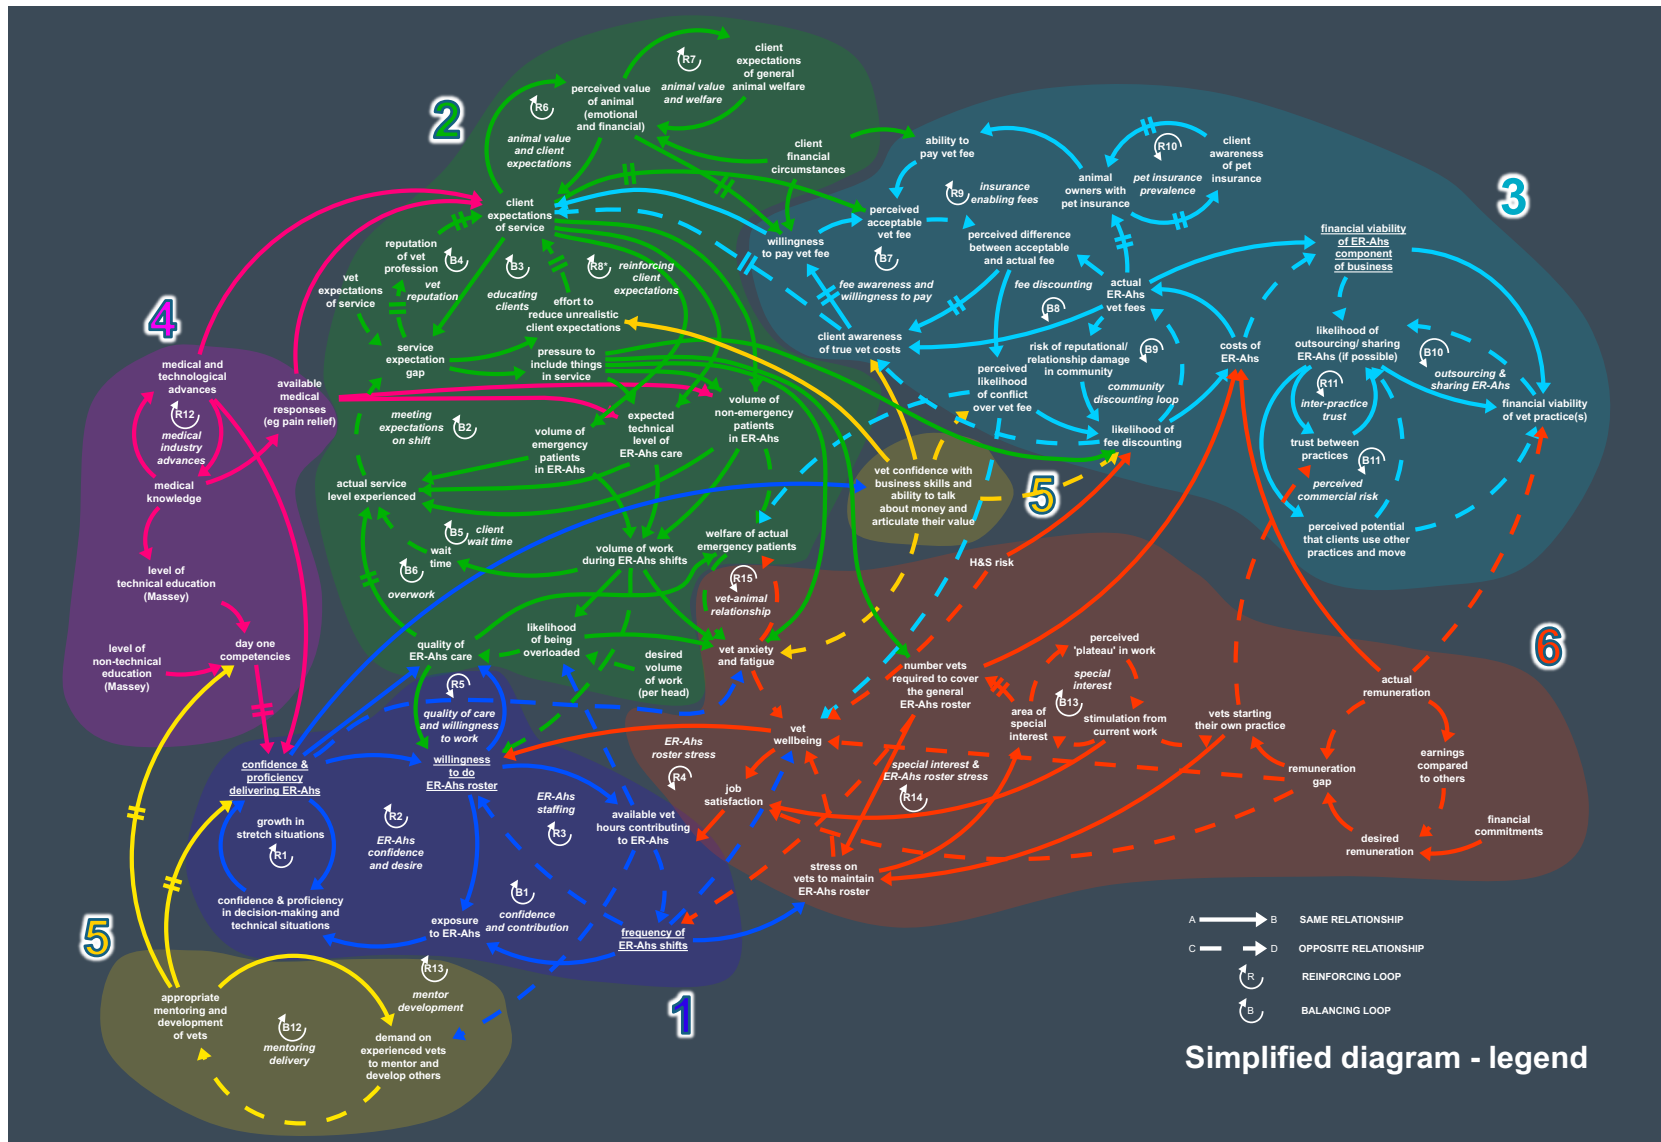 2
R7
animal value
and welfare
client
expectations
of general
animal welfare
perceived value
of animal
(emotional
and financial)
R6
animal value
and client
expectations
client
financial
circumstances
client
expectations
of service
reputation
of vet
profession
B4
vet
reputation
B3
educating
clients
R8*
reinforcing
client
expectations
vet
expectations
of service
effort to
reduce unrealistic
client expectations
service
expectation
gap
pressure to
include things
in service
meeting
expectations
on shift
B2
volume of
emergency
patients
in ER-Ahs
expected
technical
level of
ER-Ahs care
volume of
non-emergency
patients
in ER-Ahs
actual service
level experienced
B5
client
wait time
wait
time
B6
overwork
volume of work
during ER-Ahs shifts
welfare of actual
emergency patients
quality of
ER-Ahs care
likelihood
of being
overloaded
desired
volume
of work
(per head)
3
ability to
pay vet fee
R9
insurance
enabling fees
animal
owners with
pet insurance
R10
pet insurance
prevalence
client
awareness
of pet
insurance
willingness
to pay vet fee
perceived
acceptable
vet fee
B7
fee awareness and
willingness to pay
perceived difference
between acceptable
and actual fee
fee discounting
B8
actual
ER-Ahs
vet fees
financial viability
of ER-Ahs
component
of business
client awareness
of true vet costs
risk of reputational/
relationship damage
in community
B9
community
discounting loop
perceived
likelihood
of conflict
over vet fee
likelihood of
fee discounting
costs of
ER-Ahs
likelihood of
outsourcing/ sharing
ER-Ahs (if possible)
B10
outsourcing &
sharing ER-Ahs
R11
inter-practice
trust
financial viability
of vet practice(s)
trust between
practices
B11
perceived
commercial risk
perceived potential
that clients use other
practices and move
4
medical and
technological
advances
R12
medical
industry
advances
available
medical
responses
(eg pain relief)
medical
knowledge
level of
technical education
(Massey)
level of
non-technical
education
(Massey)
day one
competencies
5
vet confidence with
business skills and
ability to talk
about money and
articulate their value
6
H&S risk
R15
vet-animal
relationship
vet anxiety
and fatigue
number vets
required to cover
the general
ER-Ahs roster
perceived
'plateau' in work
special
interest
B13
area of
special
interest
stimulation from
current work
vets starting
their own practice
actual
remuneration
vet
wellbeing
ER-Ahs
roster stress
R4
job
satisfaction
special interest &
ER-Ahs roster stress
R14
remuneration
gap
earnings
compared
to others
financial
commitments
desired
remuneration
stress on
vets to maintain
ER-Ahs roster
1
R5
quality of care
and willingness
to work
confidence &
proficiency
delivering ER-Ahs
willingness
to do
ER-Ahs roster
growth in
stretch situations
R1
R2
ER-Ahs
confidence
and desire
ER-Ahs
staffing
R3
available vet
hours contributing
to ER-Ahs
confidence & proficiency
in decision-making and
technical situations
B1
confidence
and contribution
exposure
to ER-Ahs
frequency of
ER-Ahs shifts
5
R13
mentor
development
appropriate
mentoring and
development
of vets
B12
mentoring
delivery
demand on
experienced vets
to mentor and
develop others
A B SAME RELATIONSHIP
C D OPPOSITE RELATIONSHIP
R REINFORCING LOOP
B BALANCING LOOP
Simplified diagram - legend